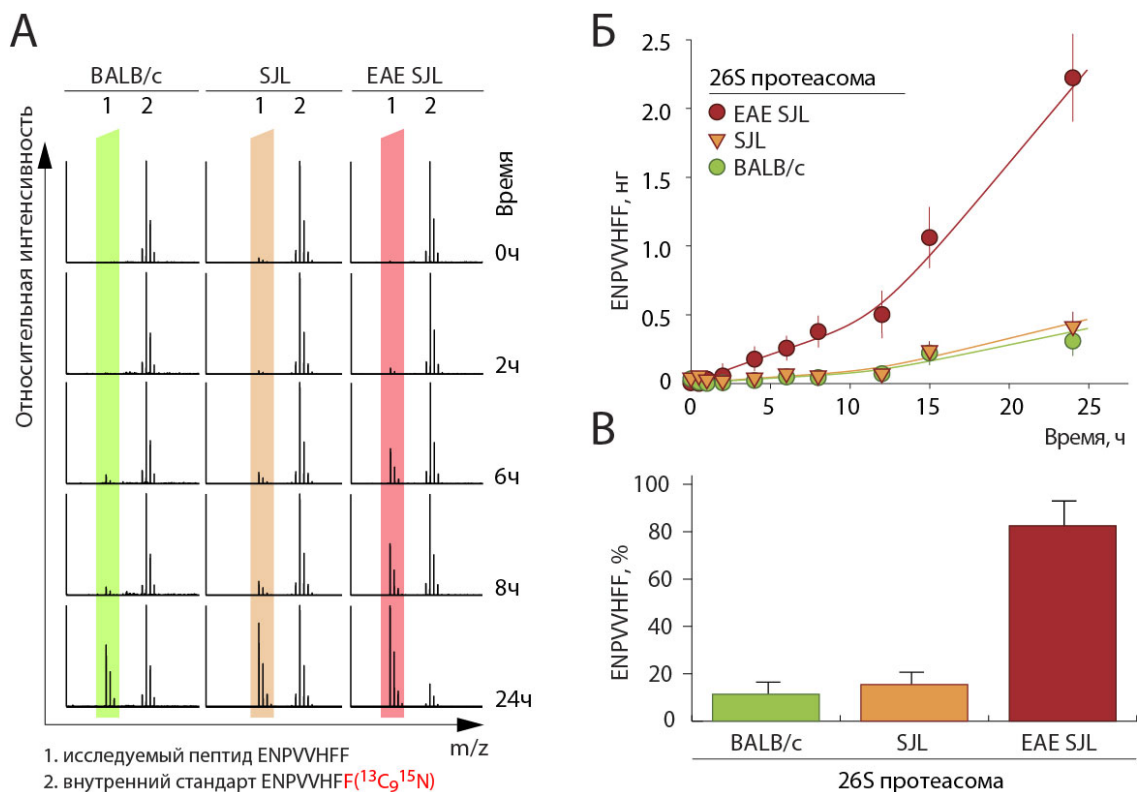 А
BALB/c SJL EAE SJL
1 2 1 2 1 2
Относительная интенсивность
Время
0ч
2ч
6ч
8ч
24ч
m/z
1. исследуемый пептид ENPVVHFF
2. внутренний стандарт ENPVVHFF(¹³C₉¹⁵N)
Б
ENPVVHFF, нг
2.5
2.0
1.5
1.0
0.5
0
26S протеасома
EAE SJL
SJL
BALB/c
0 5 10 15 20 25
Время, ч
В
ENPVVHFF, %
100
80
60
40
20
0
BALB/c SJL EAE SJL
26S протеасома